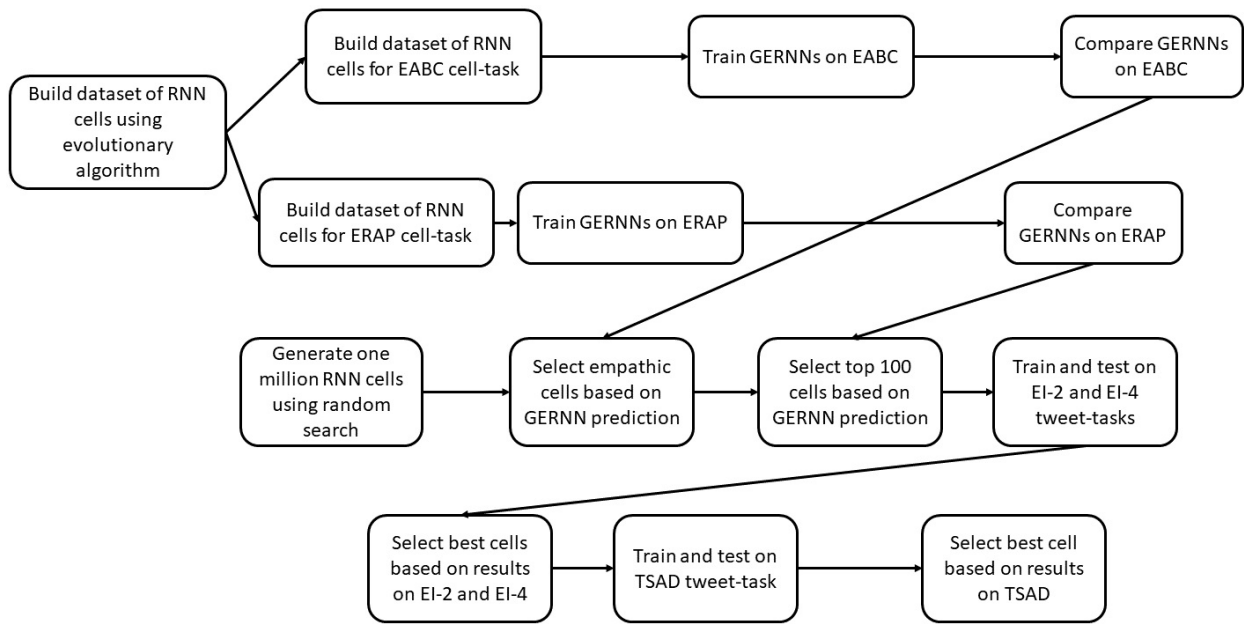 Build dataset of RNN
cells using
evolutionary
algorithm
Build dataset of RNN
cells for EABC cell-task
Train GERNNs on EABC
Compare GERNNs
on EABC
Build dataset of RNN
cells for ERAP cell-task
Train GERNNs on ERAP
Compare
GERNNs on ERAP
Generate one
million RNN cells
using random
search
Select empathic
cells based on
GERNN prediction
Select top 100
cells based on
GERNN prediction
Train and test on
EI-2 and EI-4
tweet-tasks
Select best cells
based on results
on EI-2 and EI-4
Train and test on
TSAD tweet-task
Select best cell
based on results
on TSAD